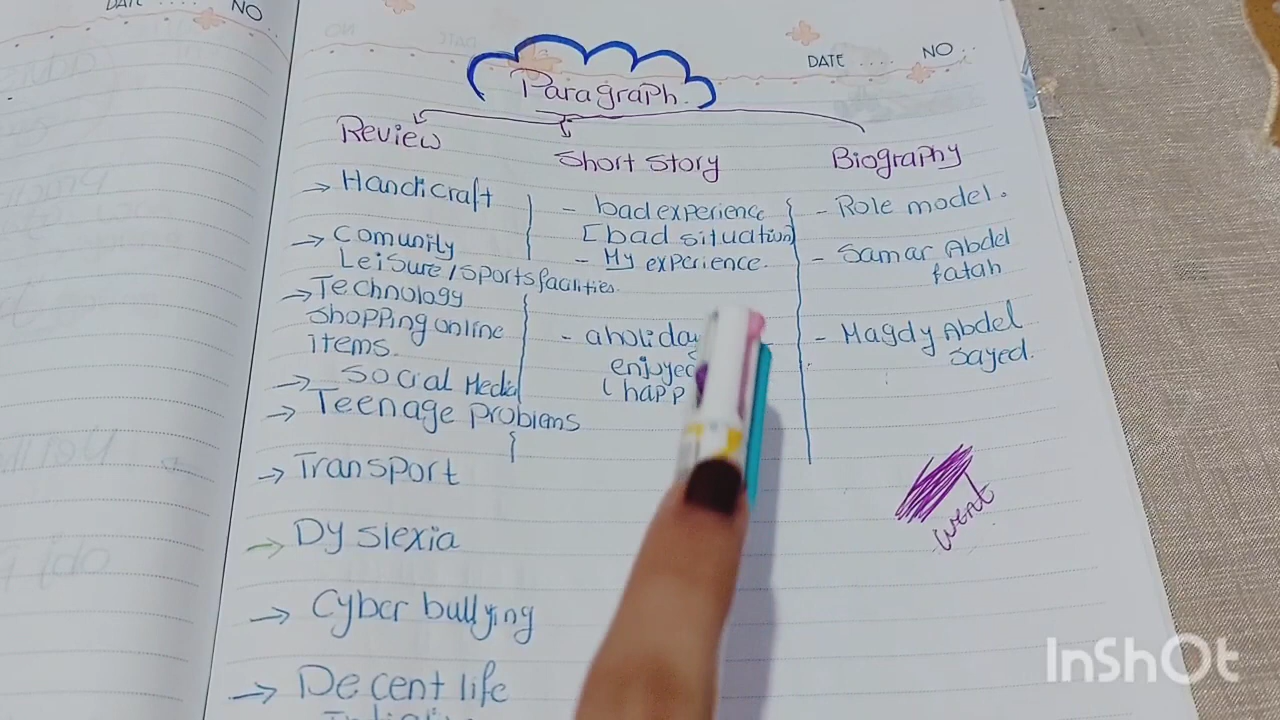 DATE .... NO
DATE .... NO ..
Paragraph.
Review
Short Story
Biography
→ Handicraft
→ Comunity
Leisure / Sports facilities.
→ Technology
Shopping online
items.
→ Social Media
→ Teenage problems
→ Transport
→ Dyslexia
→ Cyber bullying
→ Decent life
- bad experience
[bad situation]
- My experience.
- a holiday
enjoyed
(happ
- Role model.
- Samar Abdel
fatah
- Magdy Abdel
Sayed.
went
InShOt